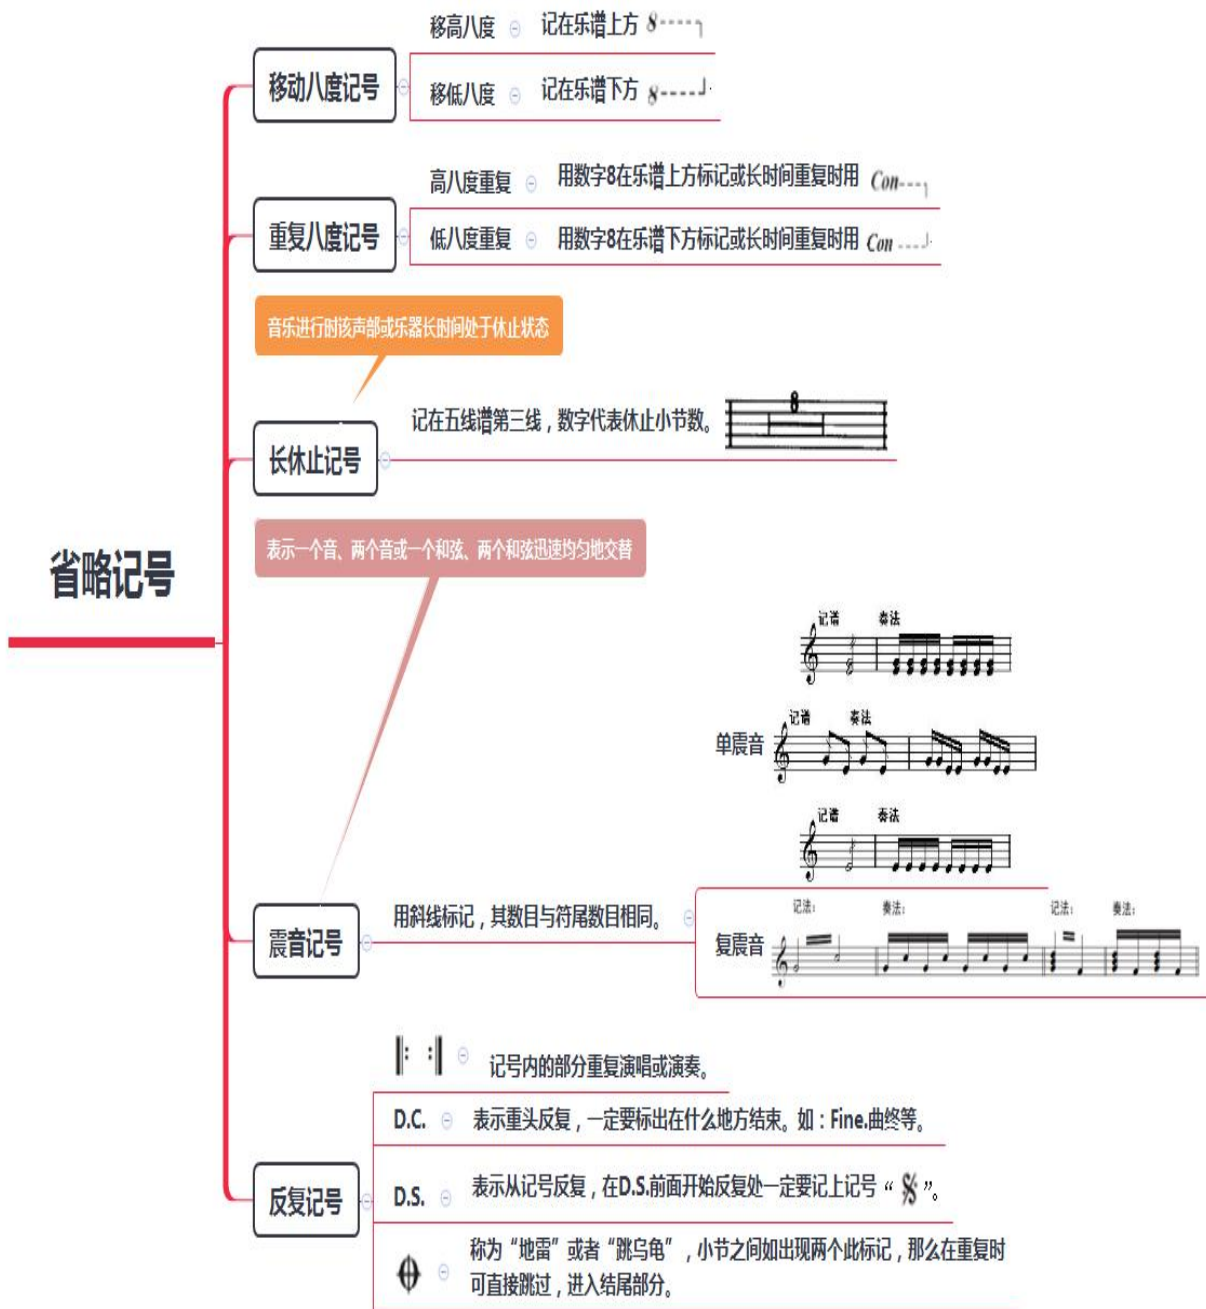 移高八度 记在乐谱上方 8
移动八度记号
移低八度 记在乐谱下方 8
高八度重复 用数字8在乐谱上方标记或长时间重复时用 Con
重复八度记号
低八度重复 用数字8在乐谱下方标记或长时间重复时用 Con
音乐进行时该声部或乐器长时间处于休止状态
记在五线谱第三线，数字代表休止小节数。 8
长休止记号
表示一个音、两个音或一个和弦、两个和弦迅速均匀地交替
省略记号
记谱 奏法
记谱 奏法
单震音
记谱 奏法
震音记号 用斜线标记，其数目与符尾数目相同。
记法： 奏法： 记法： 奏法：
复震音
记号内的部分重复演唱或演奏。
D.C. 表示重头反复，一定要标出在什么地方结束。如：Fine.曲终等。
反复记号
D.S. 表示从记号反复，在D.S.前面开始反复处一定要记上记号“ ”。
称为“地雷”或者“跳乌龟”，小节之间如出现两个此标记，那么在重复时
可直接跳过，进入结尾部分。